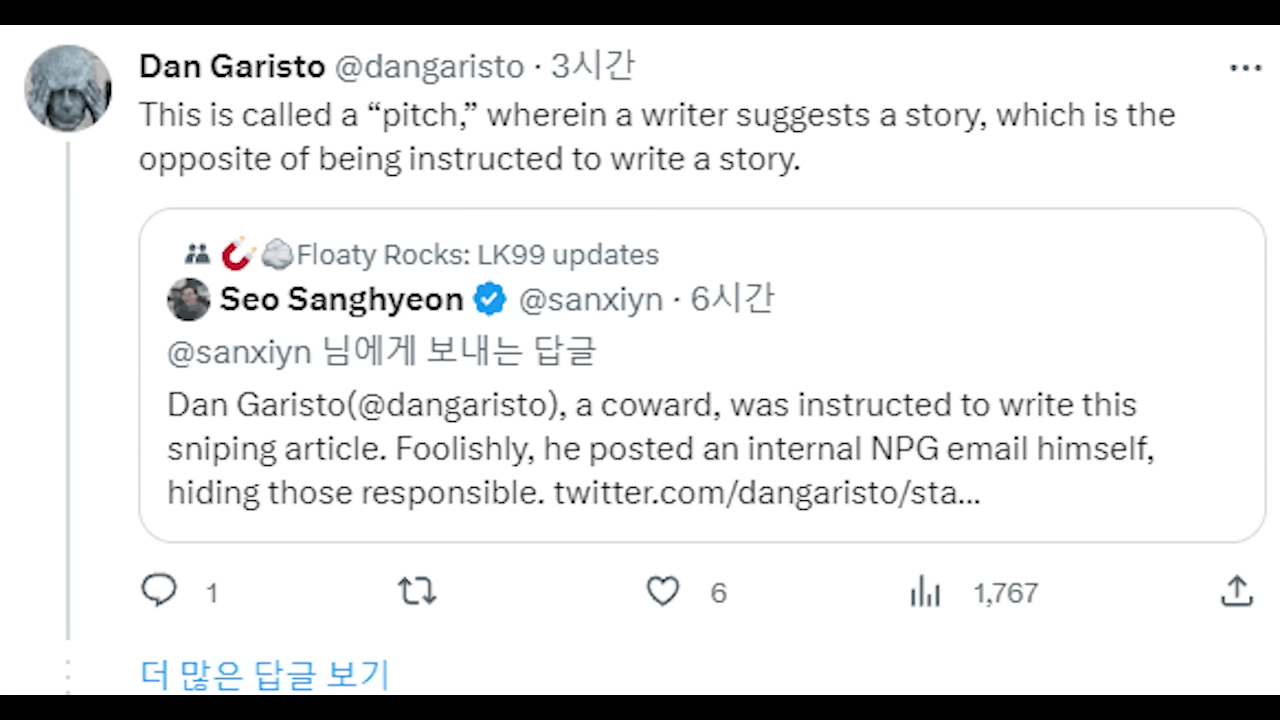 Dan Garisto @dangaristo · 3시간
This is called a “pitch,” wherein a writer suggests a story, which is the
opposite of being instructed to write a story.
Floaty Rocks: LK99 updates
Seo Sanghyeon @sanxiyn · 6시간
@sanxiyn 님에게 보내는 답글
Dan Garisto(@dangaristo), a coward, was instructed to write this
sniping article. Foolishly, he posted an internal NPG email himself,
hiding those responsible. twitter.com/dangaristo/sta...
1 6 1,767
더 많은 답글 보기